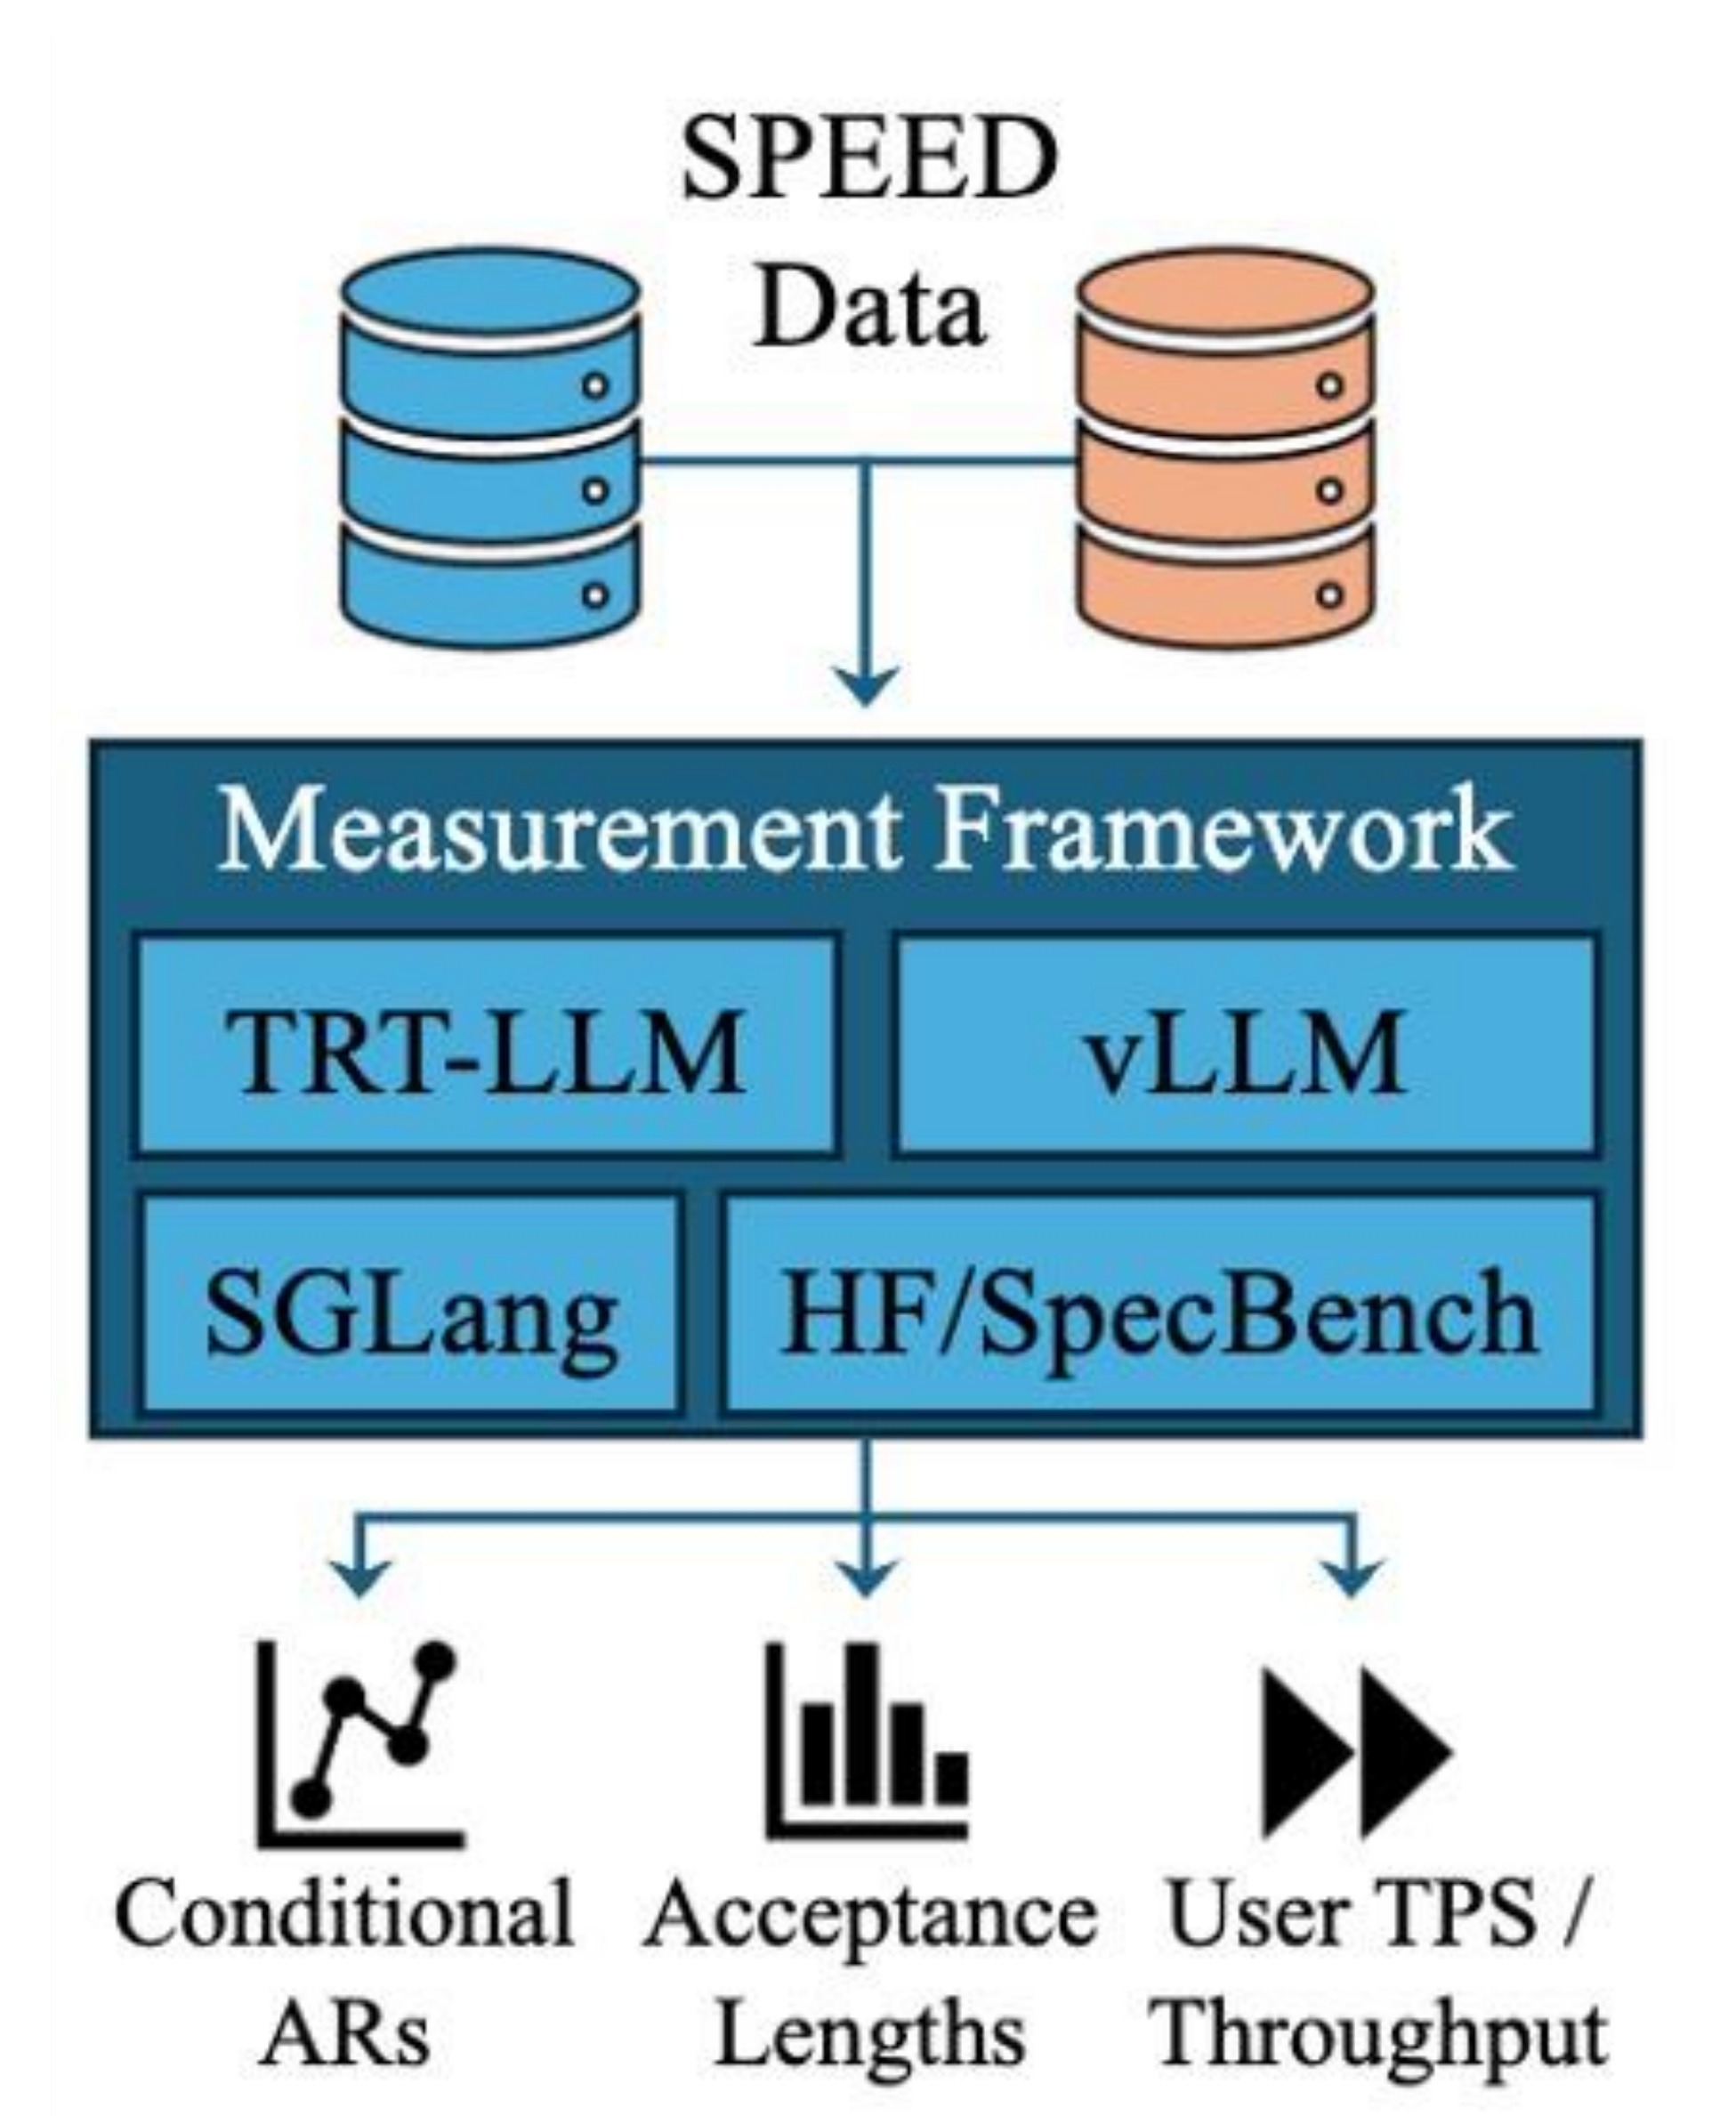 SPEED
Data
Measurement Framework
TRT-LLM
vLLM
SGLang
HF/SpecBench
Conditional
ARs
Acceptance
Lengths
User TPS /
Throughput